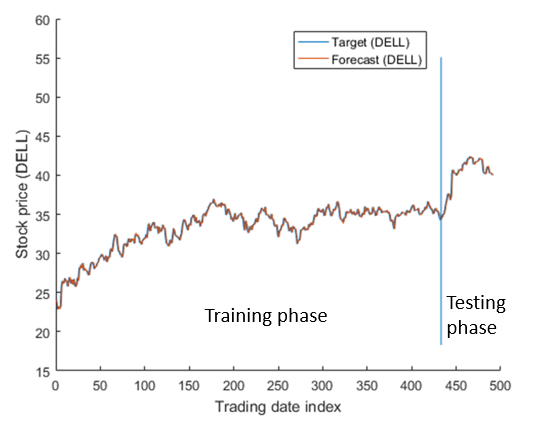 60
55
50
45
40
35
30
25
20
15
Stock price (DELL)
Target (DELL)
Forecast (DELL)
Training phase
Testing
phase
0 50 100 150 200 250 300 350 400 450 500
Trading date index